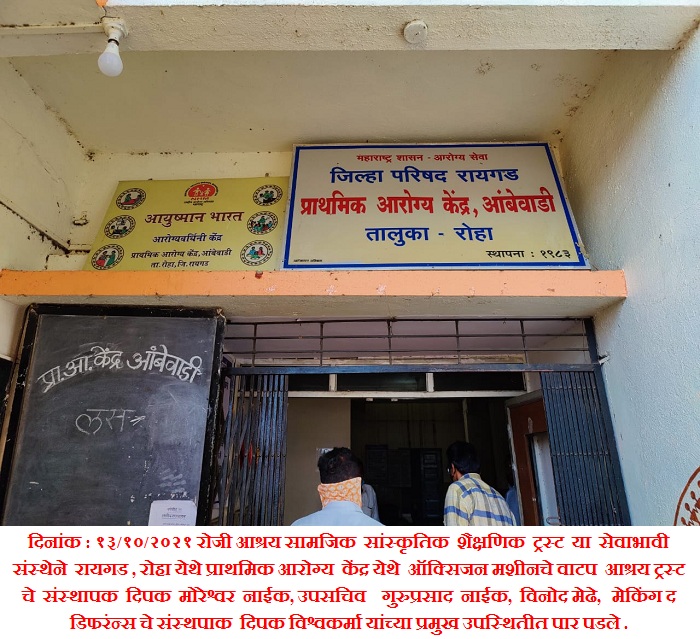 महाराष्ट्र शासन - आरोग्य सेवा
जिल्हा परिषद रायगड
प्राथमिक आरोग्य केंद्र, आंबेवाडी
तालुका - रोहा
स्थापना : १९८३
आयुष्मान भारत
आरोग्यवर्धिनी केंद्र
प्राथमिक आरोग्य केंद्र, आंबेवाडी
ता. रोहा, जि. रायगड
प्रा.आ.केंद्र आंबेवाडी
लस
दिनांक : १३/१०/२०२१ रोजी आश्रय सामजिक सांस्कृतिक शैक्षणिक ट्रस्ट या सेवाभावी
संस्थेने रायगड , रोहा येथे प्राथमिक आरोग्य केंद्र येथे ऑक्सिजन मशीनचे वाटप आश्रय ट्रस्ट
चे संस्थापक दिपक मोरेश्वर नाईक, उपसचिव गुरुप्रसाद नाईक, विनोद मेढे, मेकिंग द
डिफरंन्स चे संस्थपाक दिपक विश्वकर्मा यांच्या प्रमुख उपस्थितीत पार पडले .